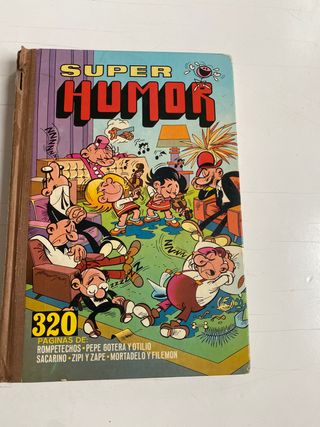 SUPER
HUMOR
320
PAGINAS DE:
ROMPETECHOS - PEPE GOTERA Y OTILIO
SACARINO - ZIPI Y ZAPE - MORTADELO Y FILEMON